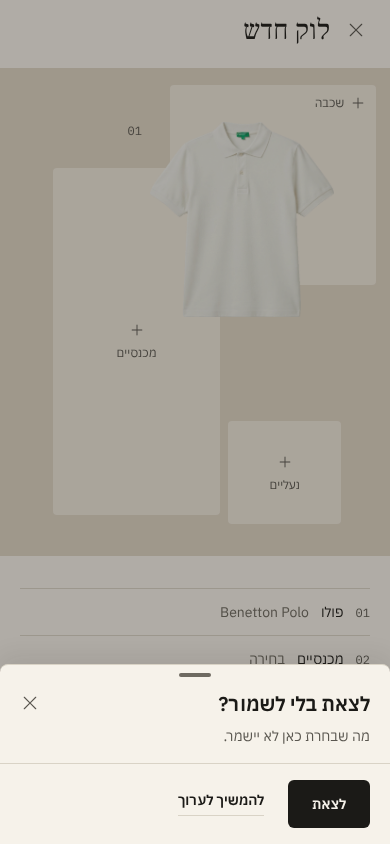 לוק חדש
שכבה
01
מכנסיים
נעליים
01 פולו Benetton Polo
02 מכנסיים בחירה
לצאת בלי לשמור?
מה שבחרת כאן לא יישמר.
לצאת
להמשיך לערוך